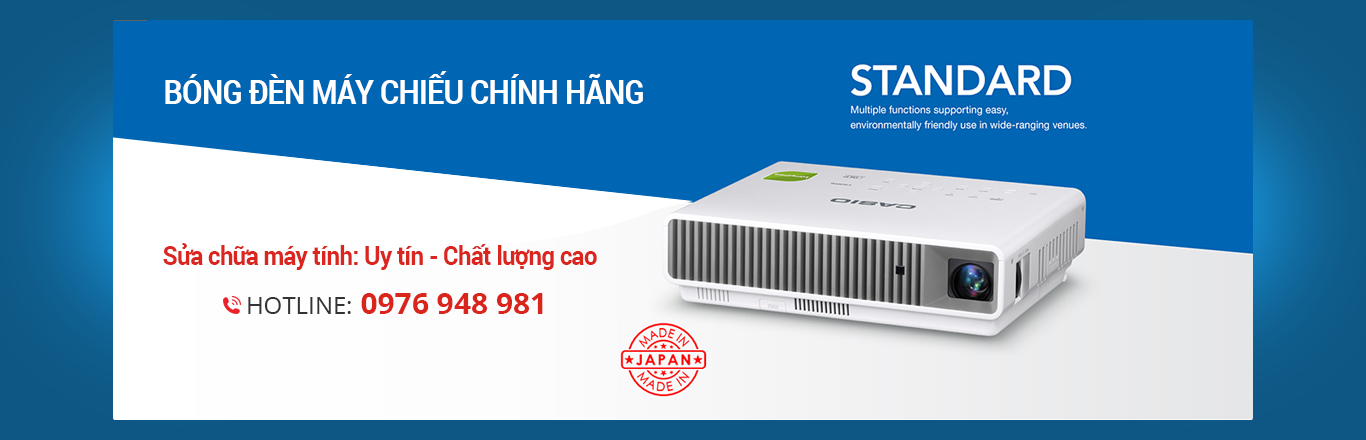 BÓNG ĐÈN MÁY CHIẾU CHÍNH HÃNG
STANDARD
Multiple functions supporting easy,
environmentally friendly use in wide-ranging venues.
CASIO
Sửa chữa máy tính: Uy tín - Chất lượng cao
HOTLINE: 0976 948 981
MADE IN
JAPAN
MADE IN